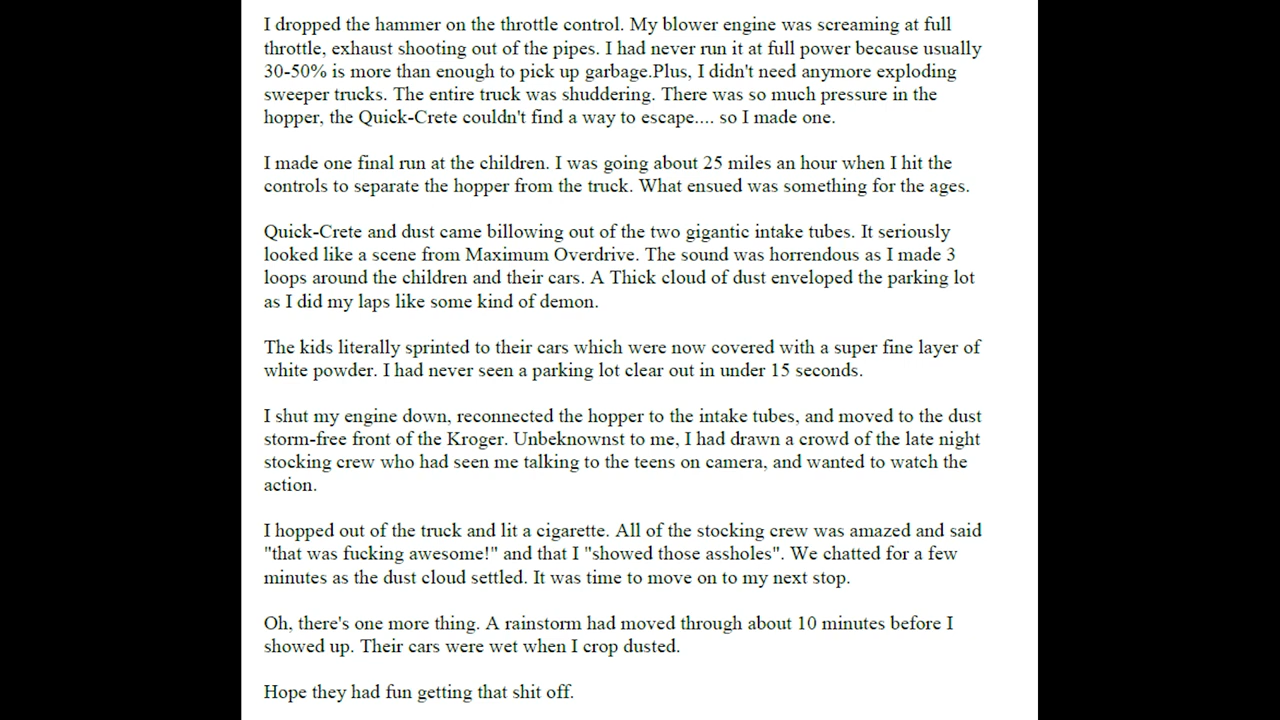 I dropped the hammer on the throttle control. My blower engine was screaming at full
throttle, exhaust shooting out of the pipes. I had never run it at full power because usually
30-50% is more than enough to pick up garbage.Plus, I didn't need anymore exploding
sweeper trucks. The entire truck was shuddering. There was so much pressure in the
hopper, the Quick-Crete couldn't find a way to escape.... so I made one.
I made one final run at the children. I was going about 25 miles an hour when I hit the
controls to separate the hopper from the truck. What ensued was something for the ages.
Quick-Crete and dust came billowing out of the two gigantic intake tubes. It seriously
looked like a scene from Maximum Overdrive. The sound was horrendous as I made 3
loops around the children and their cars. A Thick cloud of dust enveloped the parking lot
as I did my laps like some kind of demon.
The kids literally sprinted to their cars which were now covered with a super fine layer of
white powder. I had never seen a parking lot clear out in under 15 seconds.
I shut my engine down, reconnected the hopper to the intake tubes, and moved to the dust
storm-free front of the Kroger. Unbeknownst to me, I had drawn a crowd of the late night
stocking crew who had seen me talking to the teens on camera, and wanted to watch the
action.
I hopped out of the truck and lit a cigarette. All of the stocking crew was amazed and said
"that was fucking awesome!" and that I "showed those assholes". We chatted for a few
minutes as the dust cloud settled. It was time to move on to my next stop.
Oh, there's one more thing. A rainstorm had moved through about 10 minutes before I
showed up. Their cars were wet when I crop dusted.
Hope they had fun getting that shit off.